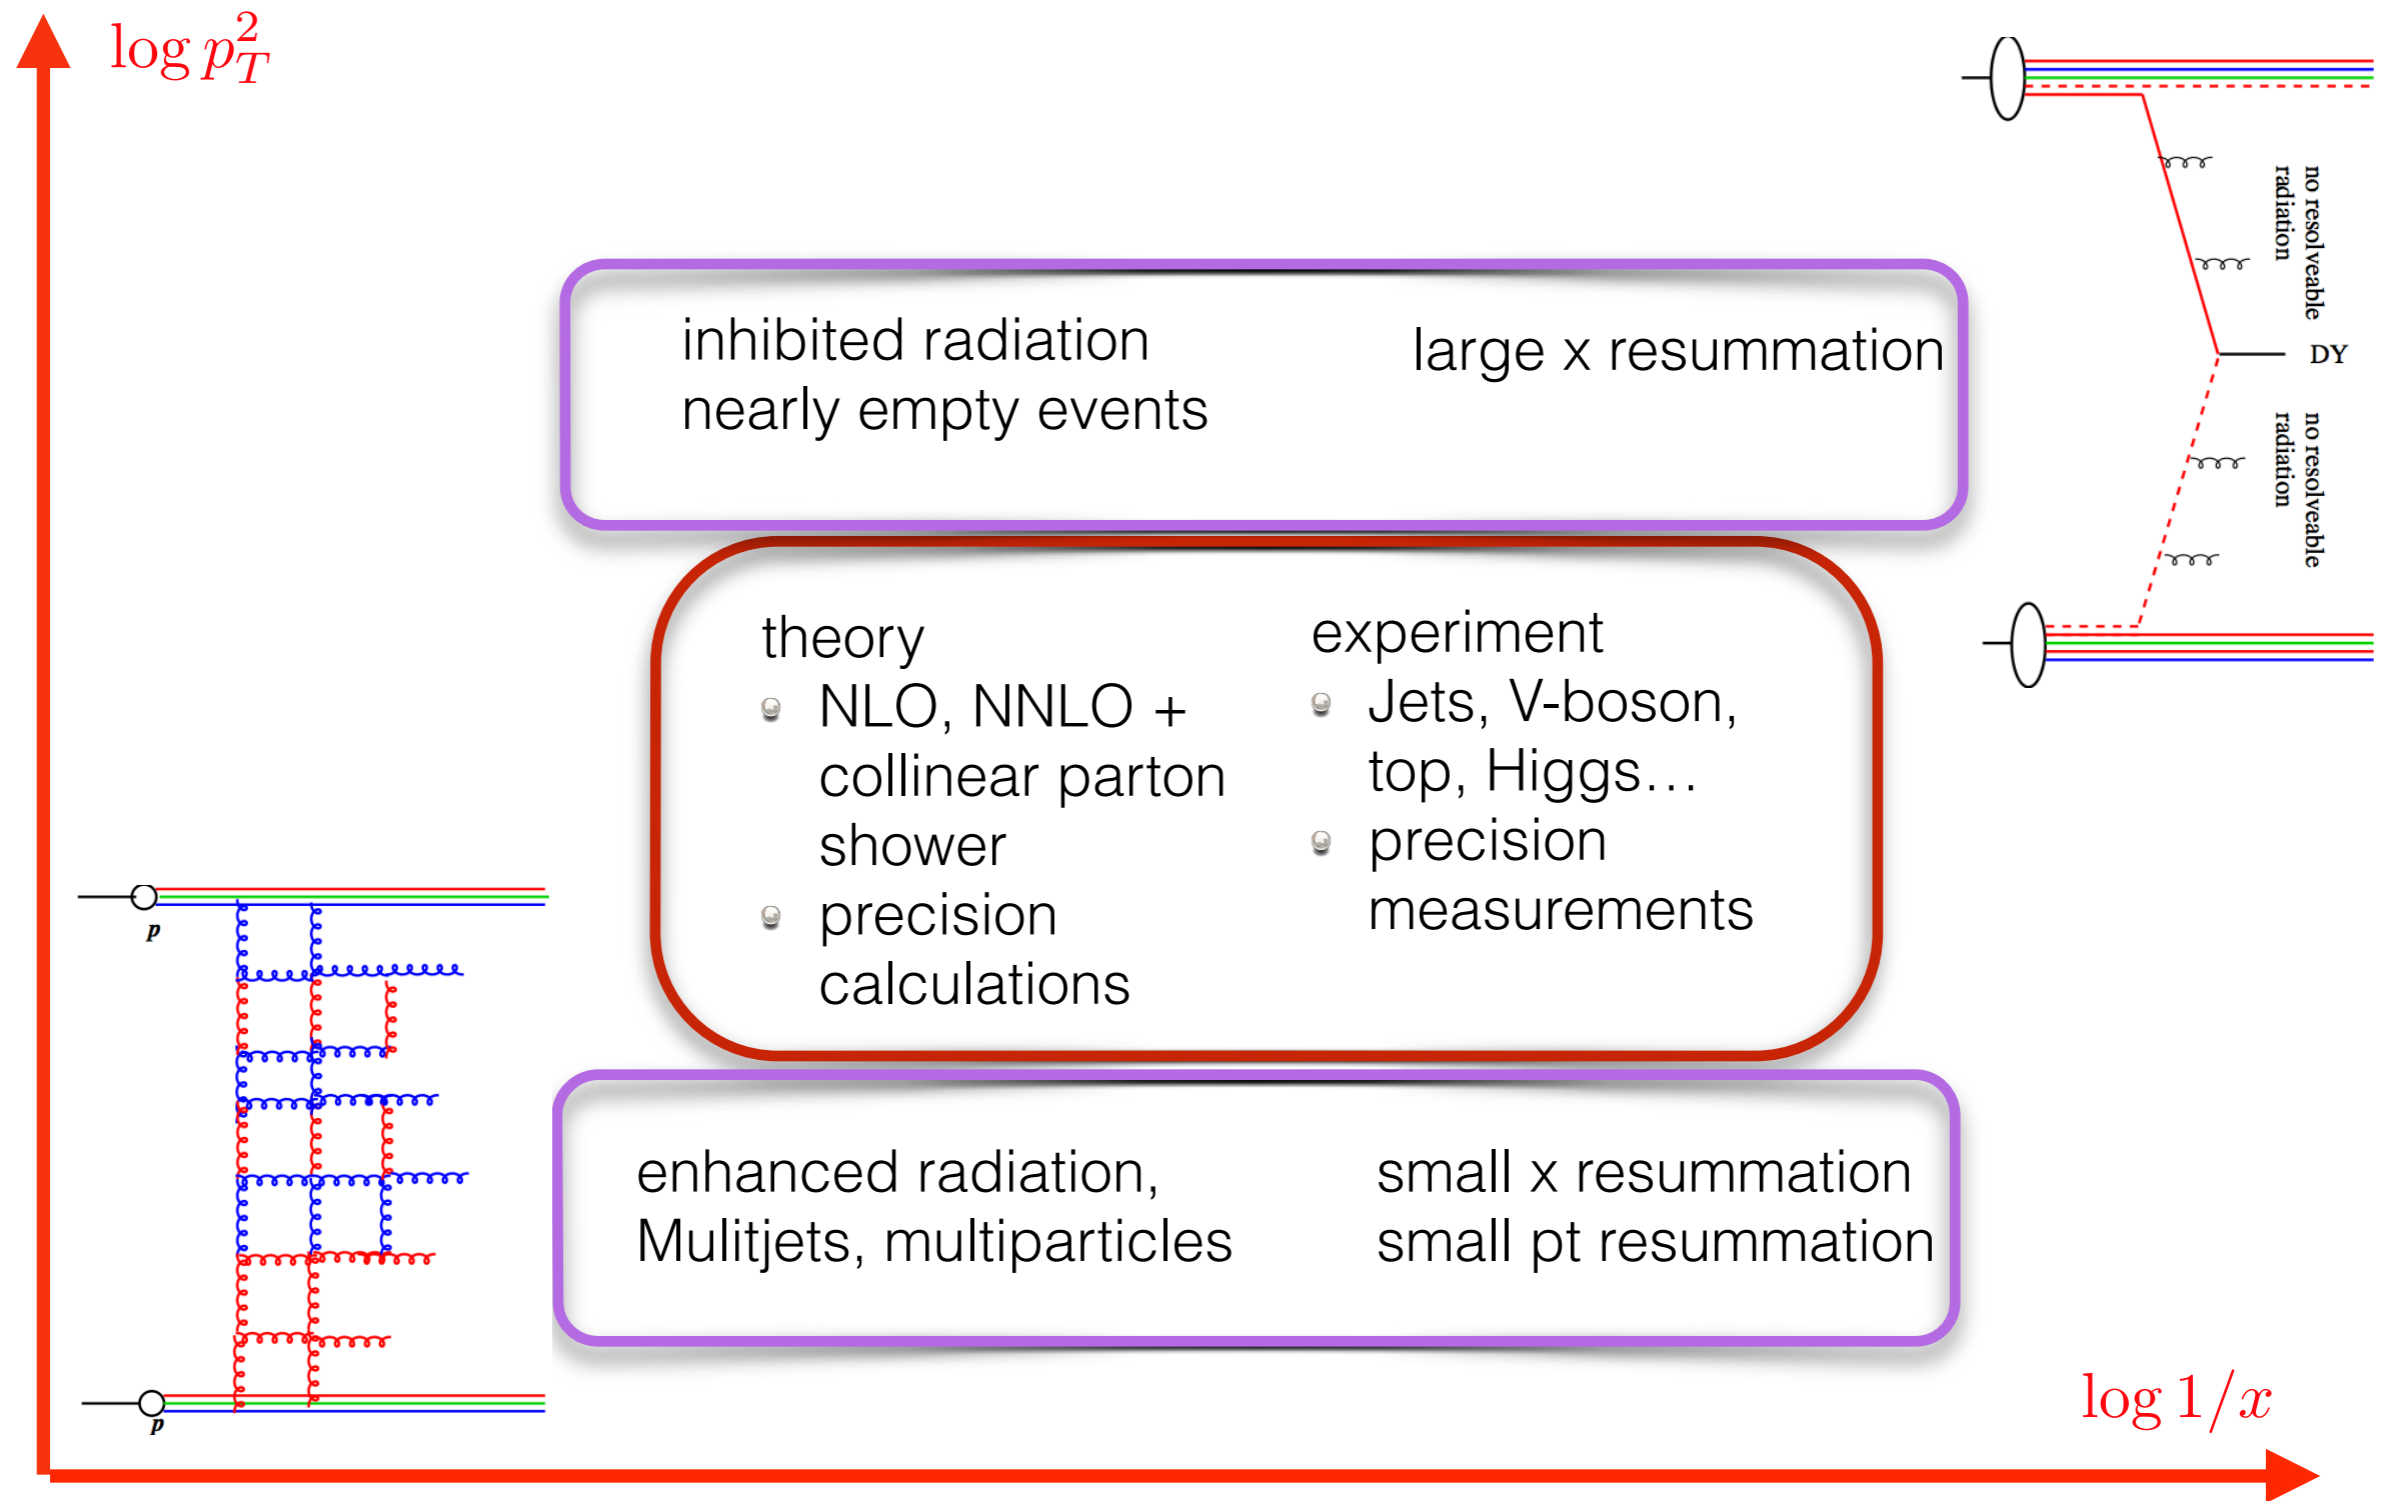 log p_T^2
inhibited radiation
nearly empty events
large x resummation
no resolveable
radiation
DY
no resolveable
radiation
theory
NLO, NNLO +
collinear parton
shower
precision
calculations
experiment
Jets, V-boson,
top, Higgs…
precision
measurements
p
p
enhanced radiation,
Mulitjets, multiparticles
small x resummation
small pt resummation
log 1/x